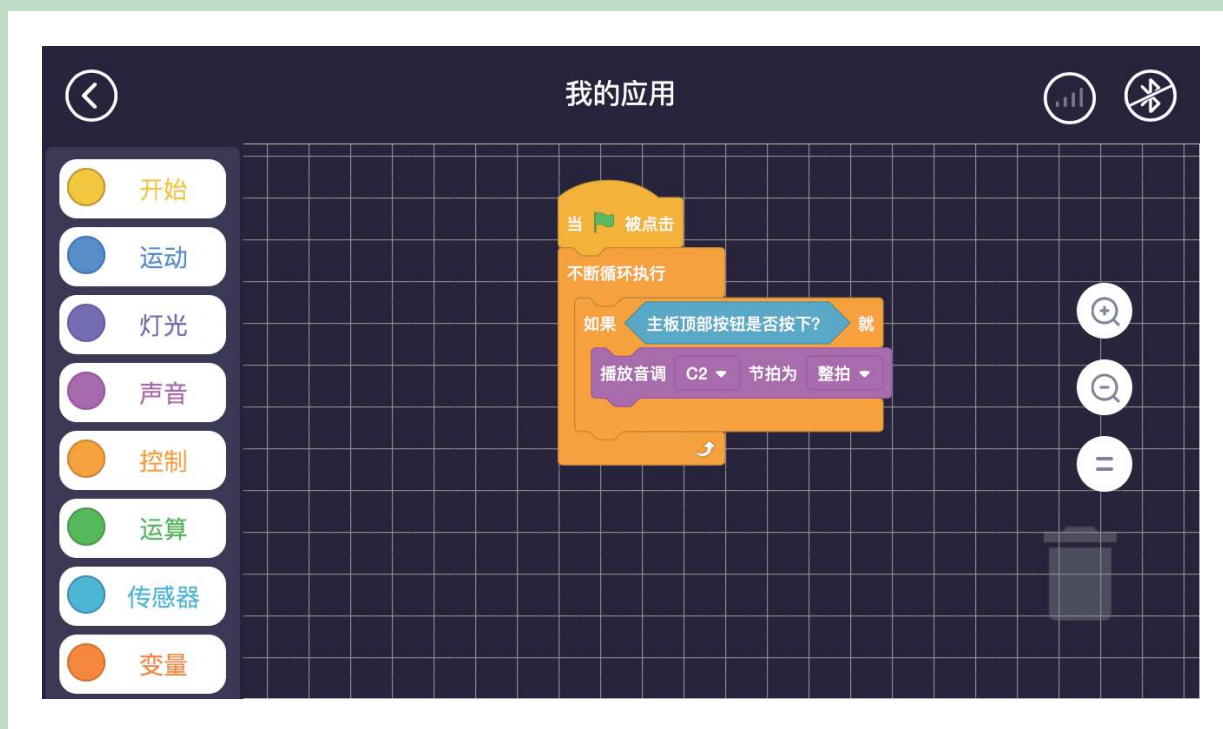 我的应用
开始
运动
灯光
声音
控制
运算
传感器
变量
当 被点击
不断循环执行
如果 主板顶部按钮是否按下? 就
播放音调 C2 节拍为 整拍